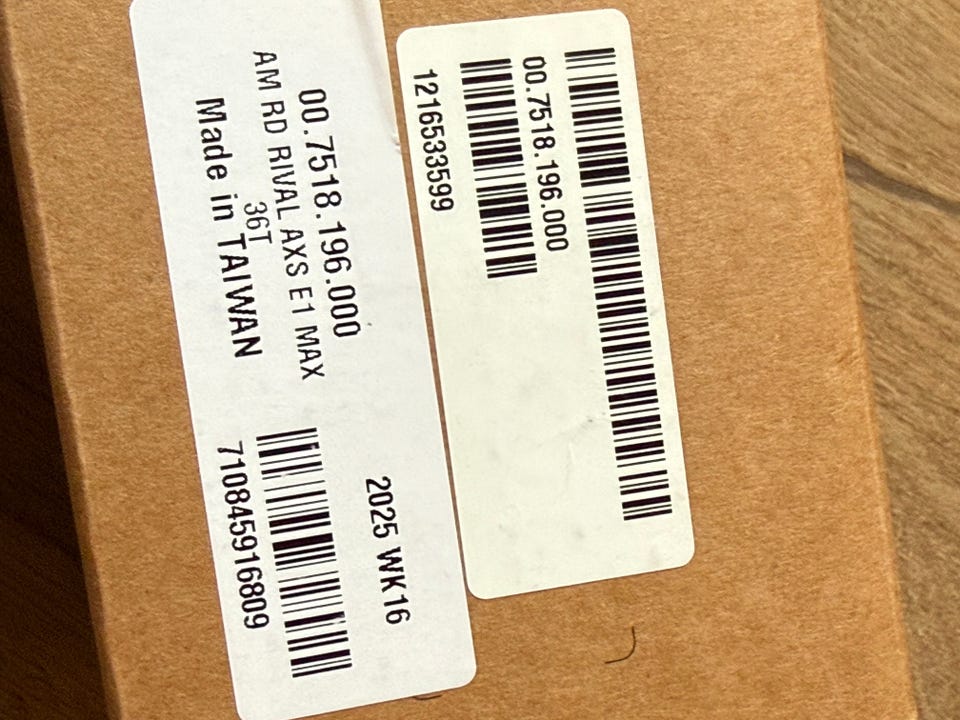 00.7518.196.000
AM RD RIVAL AXS E1 MAX
36T
Made in TAIWAN
2025 WK16
710845916809
00.7518.196.000
1216533599